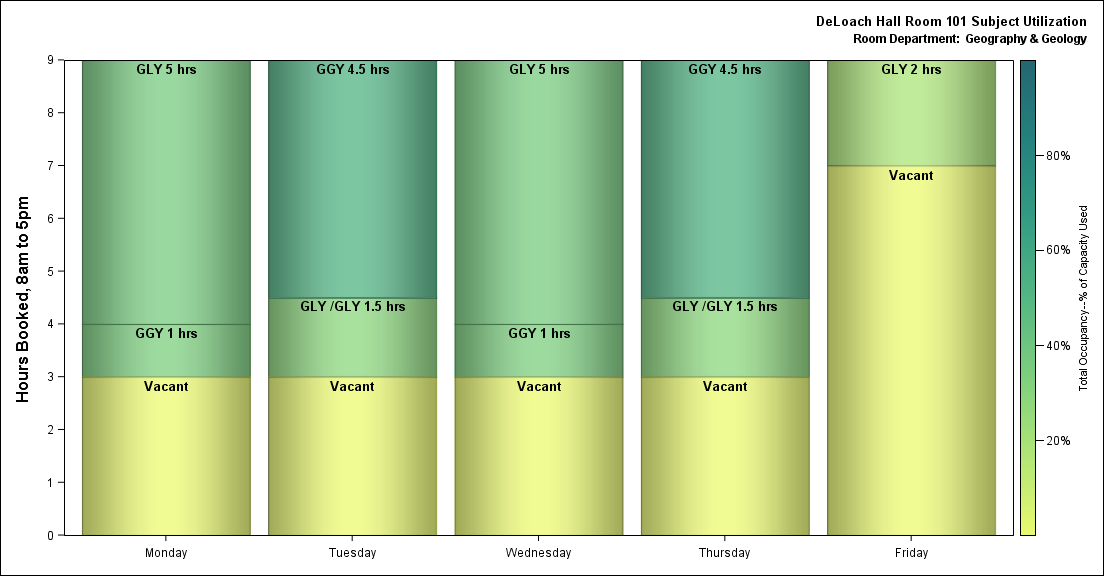 DeLoach Hall Room 101 Subject Utilization
Room Department: Geography & Geology
Hours Booked, 8am to 5pm
9
8
7
6
5
4
3
2
1
0
GLY 5 hrs
GGY 1 hrs
Vacant
GGY 4.5 hrs
GLY /GLY 1.5 hrs
Vacant
GLY 5 hrs
GGY 1 hrs
Vacant
GGY 4.5 hrs
GLY /GLY 1.5 hrs
Vacant
GLY 2 hrs
Vacant
Monday
Tuesday
Wednesday
Thursday
Friday
80%
60%
40%
20%
Total Occupancy--% of Capacity Used